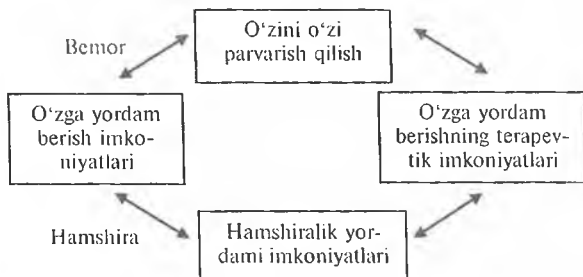 Bemor
O‘zini o‘zi
parvarish qilish
O‘zga yordam
berish imko-
niyatlari
O‘zga yordam
berishning terapev-
tik imkoniyatlari
Hamshira
Hamshiralik yor-
dami imkoniyatlari